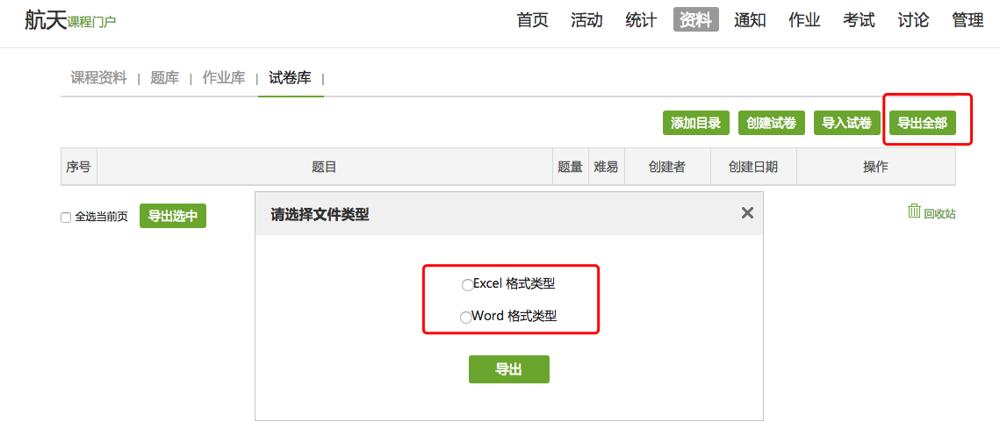 航天课程门户 首页 活动 统计 资料 通知 作业 考试 讨论 管理
课程资料 | 题库 | 作业库 | 试卷库 |
添加目录 创建试卷 导入试卷 导出全部
序号 题目 题量 难易 创建者 创建日期 操作
全选当前页 导出选中 回收站
请选择文件类型
Excel 格式类型
Word 格式类型
导出